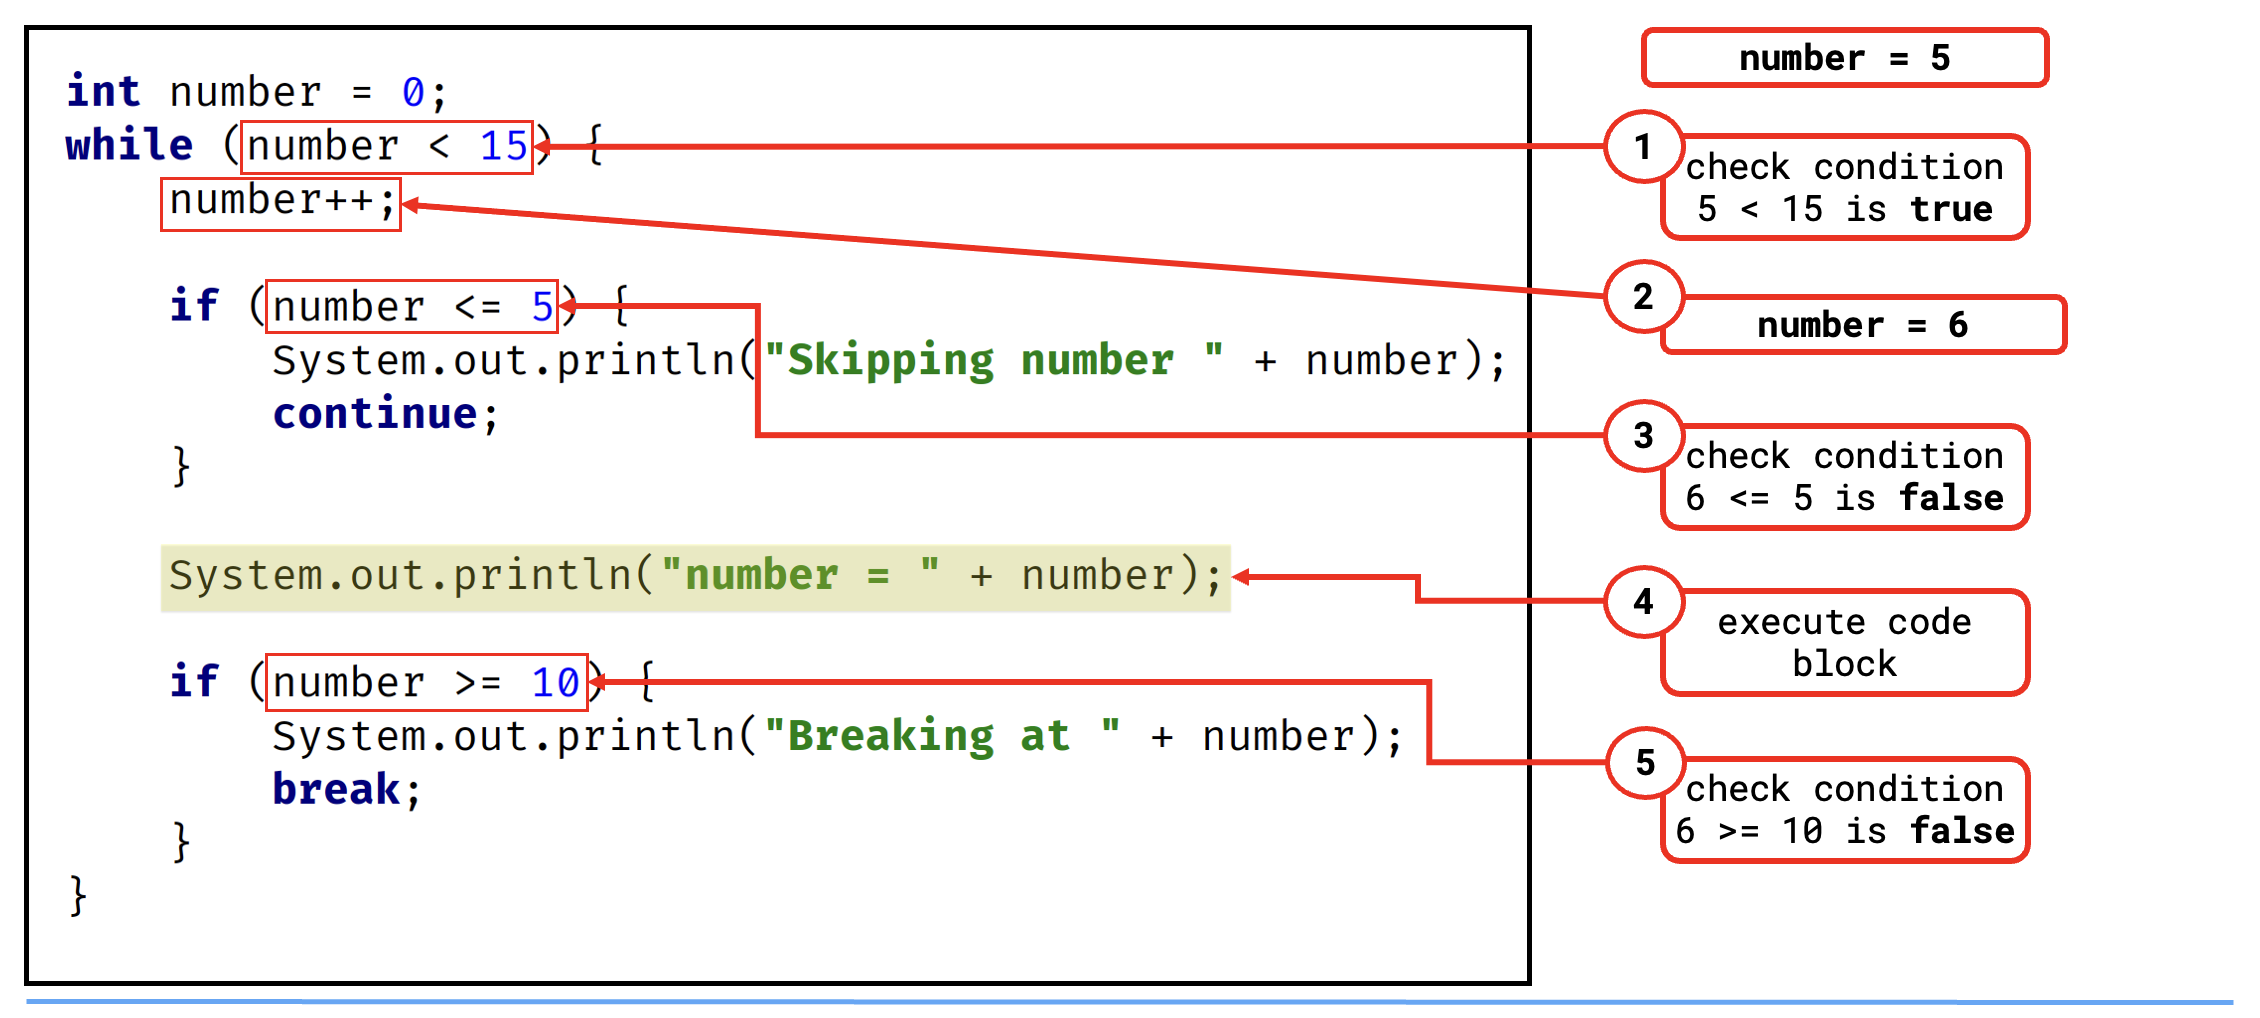 int number = 0;
while (number < 15) {
number++;
if (number <= 5) {
System.out.println("Skipping number " + number);
continue;
}
System.out.println("number = " + number);
if (number >= 10) {
System.out.println("Breaking at " + number);
break;
}
}
number = 5
1
check condition
5 < 15 is true
2
number = 6
3
check condition
6 <= 5 is false
4
execute code
block
5
check condition
6 >= 10 is false